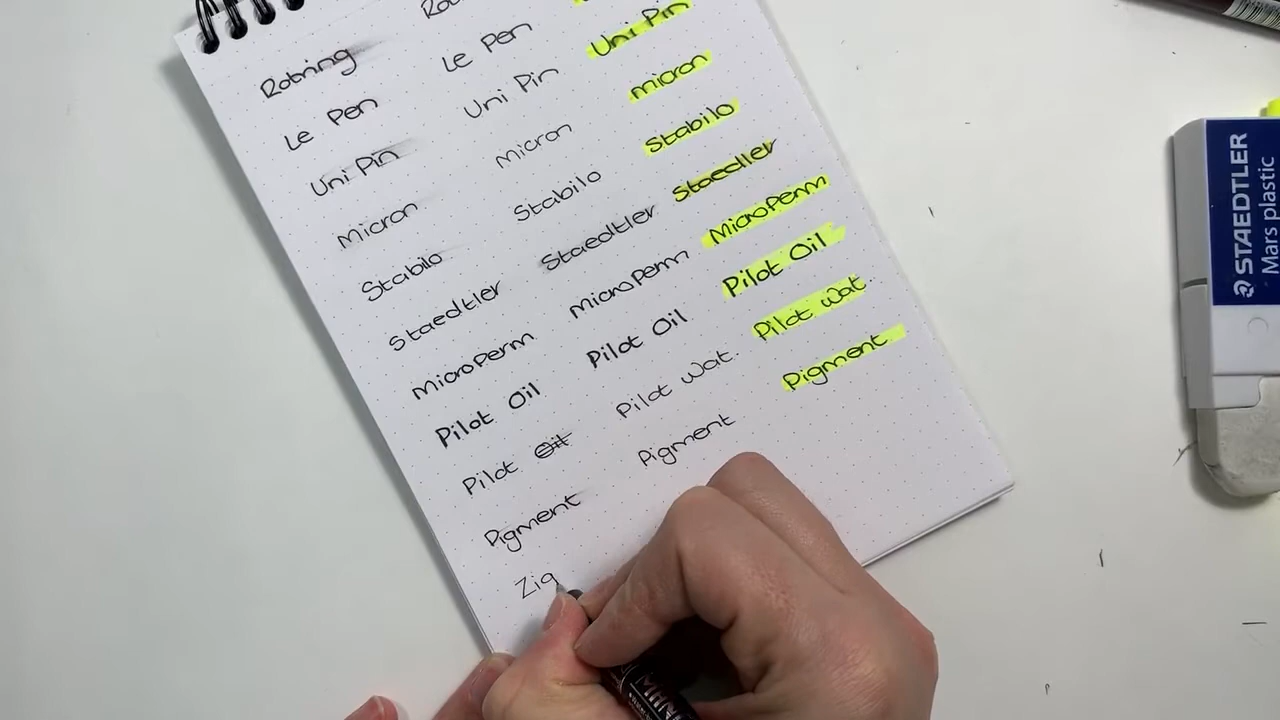 Rotring
Le Pen Le Pen
Uni Pin Uni Pin Uni Pin
Micron Micron micron
Stabilo Stabilo Stabilo
Staedtler Staedtler Staedtler
MicroPerm MicroPerm MicroPerm
Pilot Oil Pilot Oil Pilot Oil
Pilot Oil Pilot Wat. Pilot Wat.
Pigment Pigment Pigment
Zig
STAEDTLER
Mars plastic